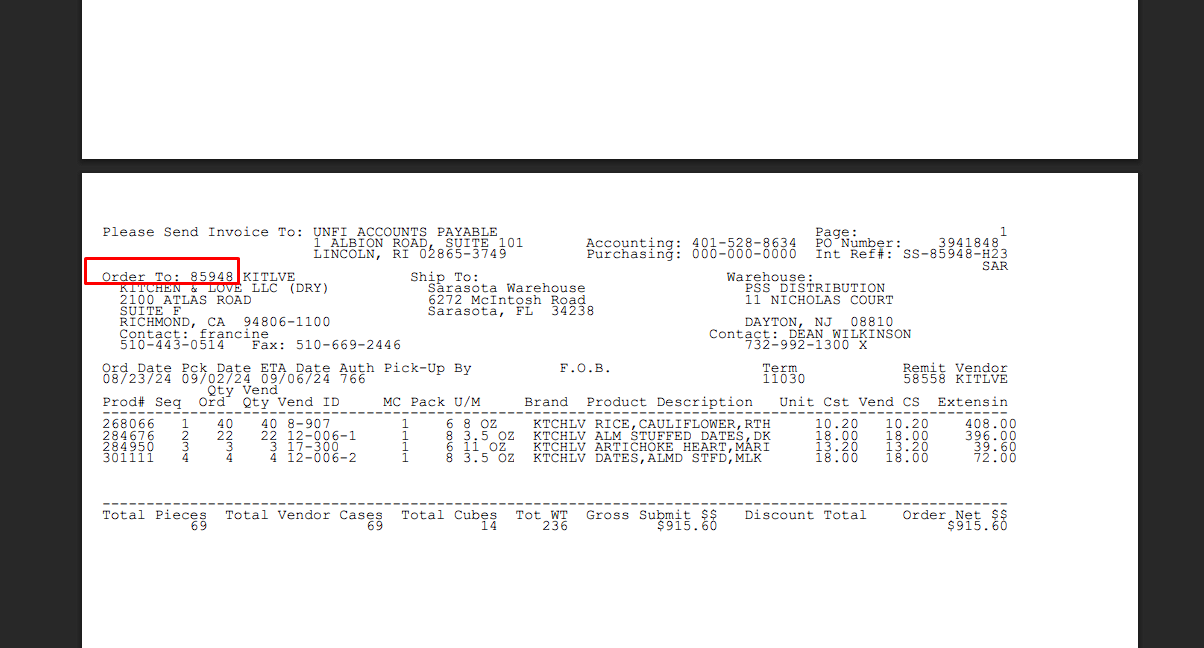 Please Send Invoice To: UNFI ACCOUNTS PAYABLE Page: 1
1 ALBION ROAD, SUITE 101 Accounting: 401-528-8634 PO Number: 3941848
LINCOLN, RI 02865-3749 Purchasing: 000-000-0000 Int Ref#: SS-85948-H23
SAR
Order To: 85948 KITLVE Ship To: Warehouse:
KITCHEN & LOVE LLC (DRY) Sarasota Warehouse PSS DISTRIBUTION
2100 ATLAS ROAD 6272 McIntosh Road 11 NICHOLAS COURT
SUITE F Sarasota, FL 34238
RICHMOND, CA 94806-1100 DAYTON, NJ 08810
Contact: francine Contact: DEAN WILKINSON
510-443-0514 Fax: 510-669-2446 732-992-1300 X
Ord Date Pck Date ETA Date Auth Pick-Up By F.O.B. Term Remit Vendor
08/23/24 09/02/24 09/06/24 766 11030 58558 KITLVE
Qty Vend
Prod# Seq Ord Qty Vend ID MC Pack U/M Brand Product Description Unit Cst Vend CS Extensin
268066 1 40 40 8-907 1 6 8 OZ KTCHLV RICE,CAULIFLOWER,RTH 10.20 10.20 408.00
284676 2 22 22 12-006-1 1 8 3.5 OZ KTCHLV ALM STUFFED DATES,DK 18.00 18.00 396.00
284950 3 3 3 17-300 1 6 11 OZ KTCHLV ARTICHOKE HEART,MARI 13.20 13.20 39.60
301111 4 4 4 12-006-2 1 8 3.5 OZ KTCHLV DATES,ALMD STFD,MLK 18.00 18.00 72.00
Total Pieces Total Vendor Cases Total Cubes Tot WT Gross Submit $$ Discount Total Order Net $$
69 69 14 236 $915.60 $915.60